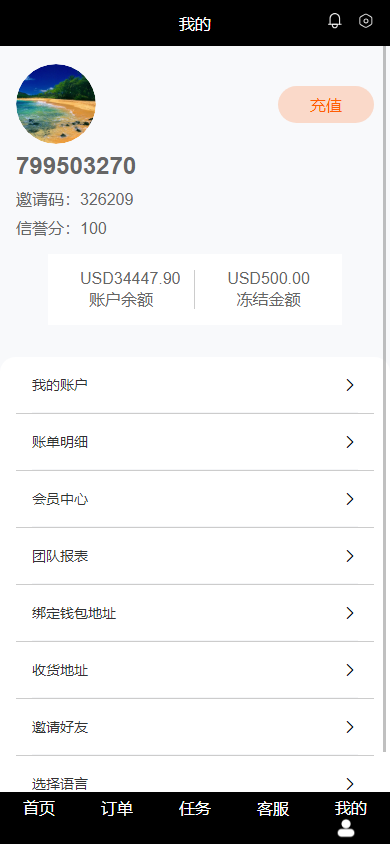 我的
充值
799503270
邀请码：326209
信誉分：100
USD34447.90
账户余额
USD500.00
冻结金额
我的账户
账单明细
会员中心
团队报表
绑定钱包地址
收货地址
邀请好友
选择语言
首页
订单
任务
客服
我的